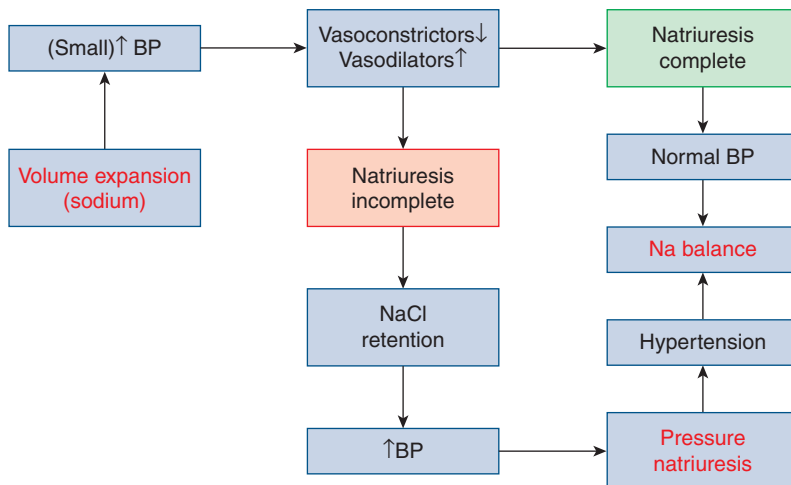 (Small)↑ BP
Vasoconstrictors↓
Vasodilators↑
Natriuresis
complete
Volume expansion
(sodium)
Natriuresis
incomplete
Normal BP
Na balance
NaCl
retention
Hypertension
↑BP
Pressure
natriuresis